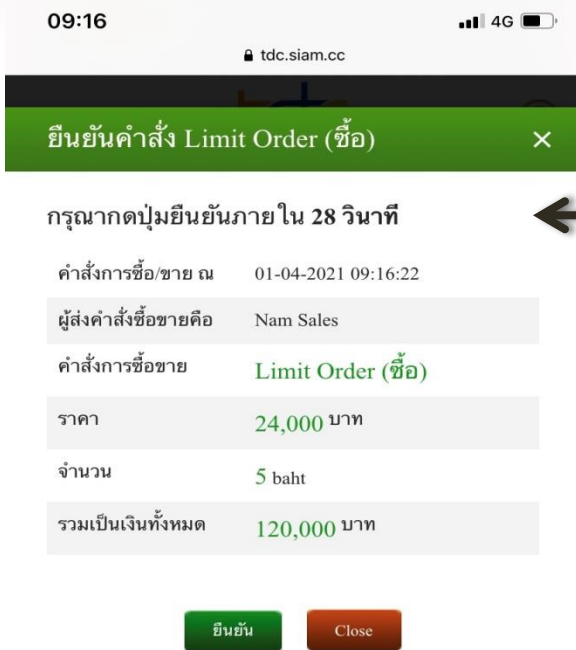 09:16
4G
tdc.siam.cc
ยืนยันคำสั่ง Limit Order (ซื้อ)
กรุณากดปุ่มยืนยันภายใน 28 วินาที
คำสั่งการซื้อ/ขาย ณ 01-04-2021 09:16:22
ผู้ส่งคำสั่งซื้อขายคือ Nam Sales
คำสั่งการซื้อขาย Limit Order (ซื้อ)
ราคา 24,000 บาท
จำนวน 5 baht
รวมเป็นเงินทั้งหมด 120,000 บาท
ยืนยัน Close